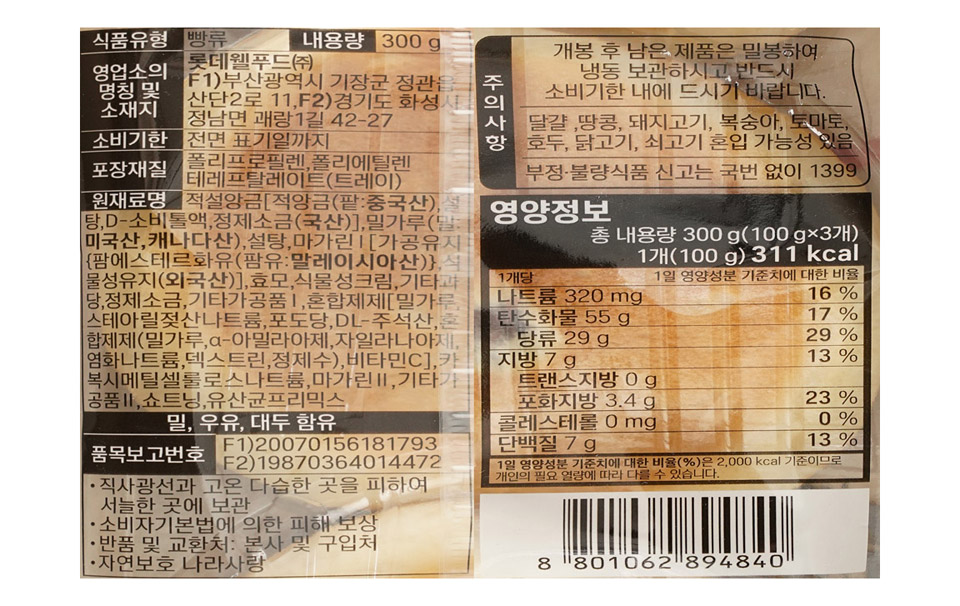 식품유형 빵류 내용량 300 g
영업소의 명칭 및 소재지
롯데웰푸드㈜
F1)부산광역시 기장군 정관읍
산단2로 11,F2)경기도 화성시
정남면 괘랑1길 42-27
소비기한 전면 표기일까지
포장재질 폴리프로필렌,폴리에틸렌
테레프탈레이트(트레이)
원재료명 적설앙금[적앙금(팥:중국산),설
탕,D-소비톨액,정제소금(국산)],밀가루(밀:
미국산,캐나다산),설탕,마가린Ⅰ[가공유지
{팜에스테르화유(팜유:말레이시아산)},식
물성유지(외국산)],효모,식물성크림,기타과
당,정제소금,기타가공품Ⅰ,혼합제제[밀가루,
스테아릴젖산나트륨,포도당,DL-주석산,혼
합제제(밀가루,α-아밀라아제,자일라나아제,
염화나트륨,덱스트린,정제수),비타민C],카
복시메틸셀룰로스나트륨,마가린Ⅱ,기타가
공품Ⅱ,쇼트닝,유산균프리믹스
밀, 우유, 대두 함유
품목보고번호 F1)20070156181793
F2)19870364014472
·직사광선과 고온 다습한 곳을 피하여
서늘한 곳에 보관
·소비자기본법에 의한 피해 보상
·반품 및 교환처: 본사 및 구입처
·자연보호 나라사랑
주의사항
개봉 후 남은 제품은 밀봉하여
냉동 보관하시고 반드시
소비기한 내에 드시기 바랍니다.
달걀 ,땅콩, 돼지고기, 복숭아, 토마토,
호두, 닭고기, 쇠고기 혼입 가능성 있음
부정·불량식품 신고는 국번 없이 1399
영양정보
총 내용량 300 g(100 g×3개)
1개(100 g) 311 kcal
1개당 1일 영양성분 기준치에 대한 비율
나트륨 320 mg 16 %
탄수화물 55 g 17 %
당류 29 g 29 %
지방 7 g 13 %
트랜스지방 0 g
포화지방 3.4 g 23 %
콜레스테롤 0 mg 0 %
단백질 7 g 13 %
1일 영양성분 기준치에 대한 비율(%)은 2,000 kcal 기준이므로
개인의 필요 열량에 따라 다를 수 있습니다.
8 801062 894840